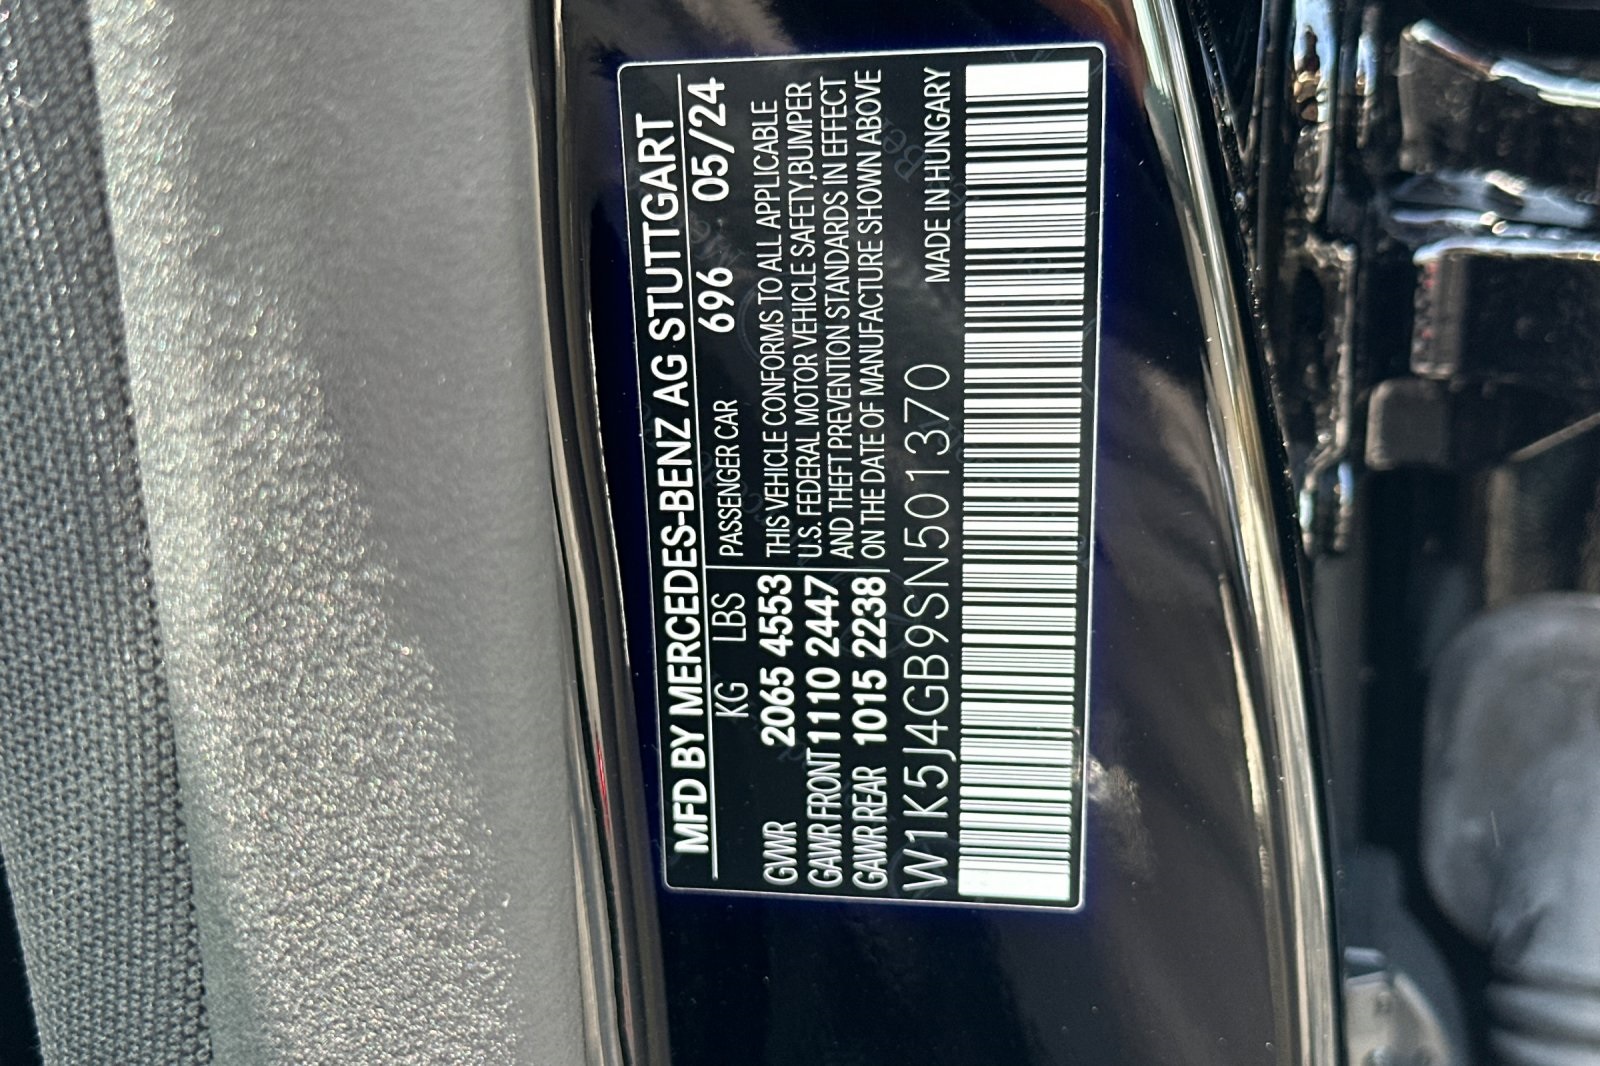 MFD BY MERCEDES-BENZ AG STUTTGART
KG LBS PASSENGER CAR 696 05/24
GVWR 2065 4553 THIS VEHICLE CONFORMS TO ALL APPLICABLE
GAWR FRONT 1110 2447 U.S. FEDERAL MOTOR VEHICLE SAFETY,BUMPER
AND THEFT PREVENTION STANDARDS IN EFFECT
GAWR REAR 1015 2238 ON THE DATE OF MANUFACTURE SHOWN ABOVE
W1K5J4GB9SN501370 MADE IN HUNGARY